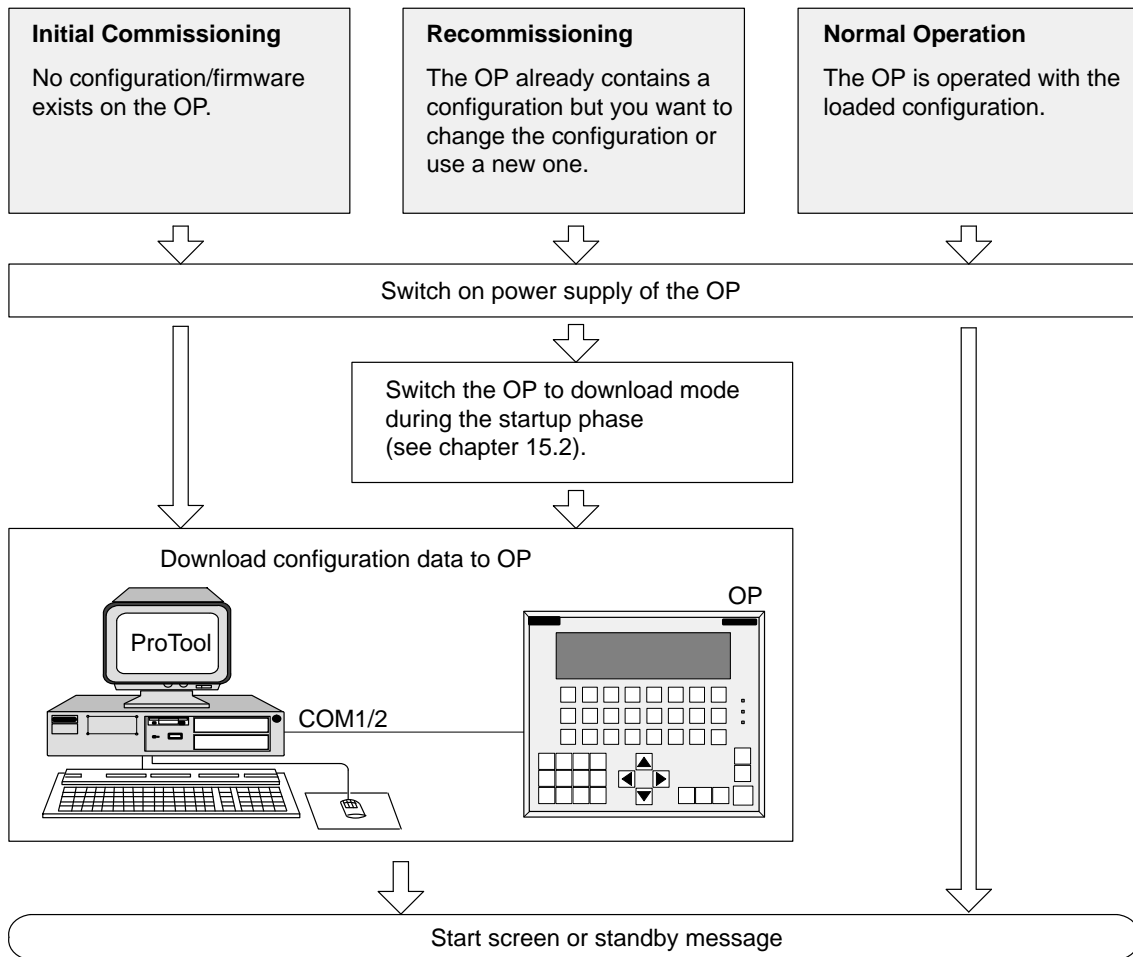 Initial Commissioning
No configuration/firmware
exists on the OP.
Recommissioning
The OP already contains a
configuration but you want to
change the configuration or
use a new one.
Normal Operation
The OP is operated with the
loaded configuration.
Switch on power supply of the OP
Switch the OP to download mode
during the startup phase
(see chapter 15.2).
Download configuration data to OP
ProTool
COM1/2
OP
Start screen or standby message